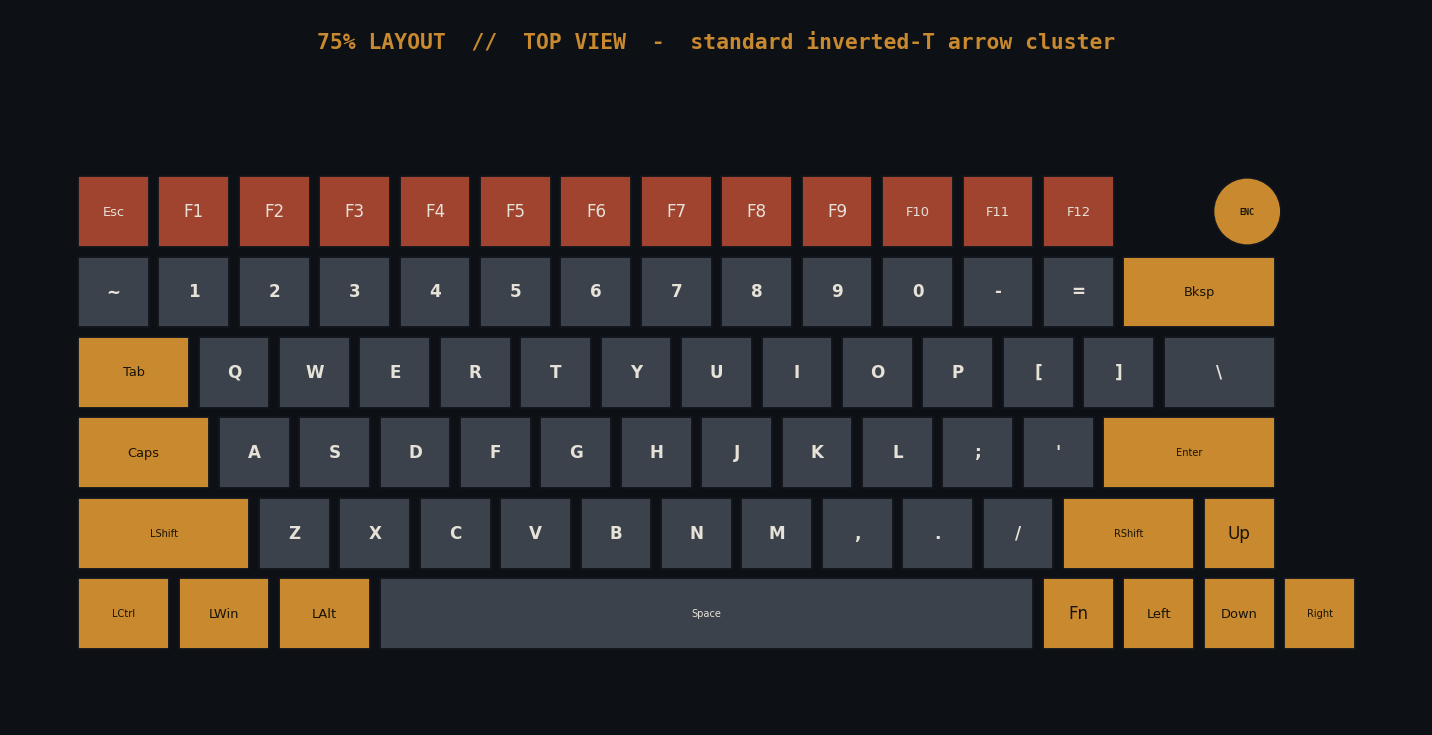 75% LAYOUT // TOP VIEW - standard inverted-T arrow cluster
Esc F1 F2 F3 F4 F5 F6 F7 F8 F9 F10 F11 F12 ENC
~ 1 2 3 4 5 6 7 8 9 0 - = Bksp
Tab Q W E R T Y U I O P [ ] \
Caps A S D F G H J K L ; ' Enter
LShift Z X C V B N M , . / RShift Up
LCtrl LWin LAlt Space Fn Left Down Right